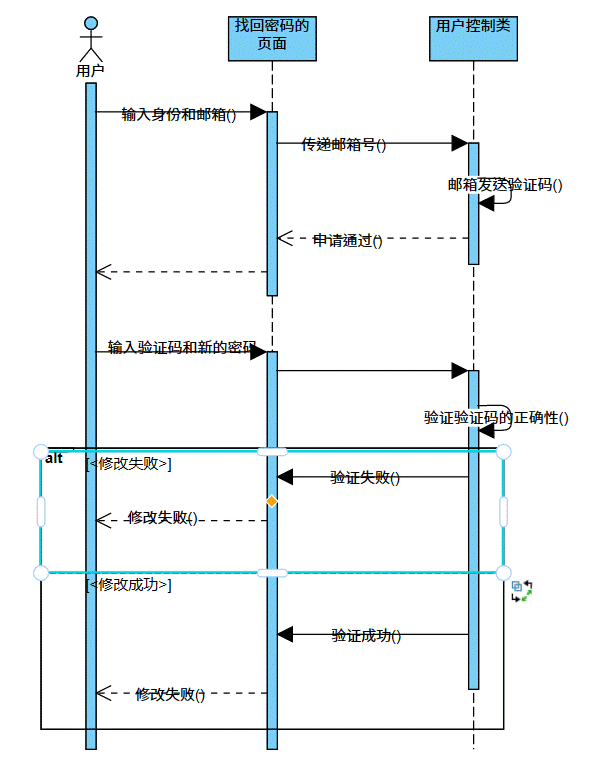 找回密码的
页面
用户控制类
用户
输入身份和邮箱()
传递邮箱号()
邮箱发送验证码()
申请通过()
输入验证码和新的密码
验证验证码的正确性()
alt
[<修改失败>]
验证失败()
修改失败()
[<修改成功>]
验证成功()
修改失败()